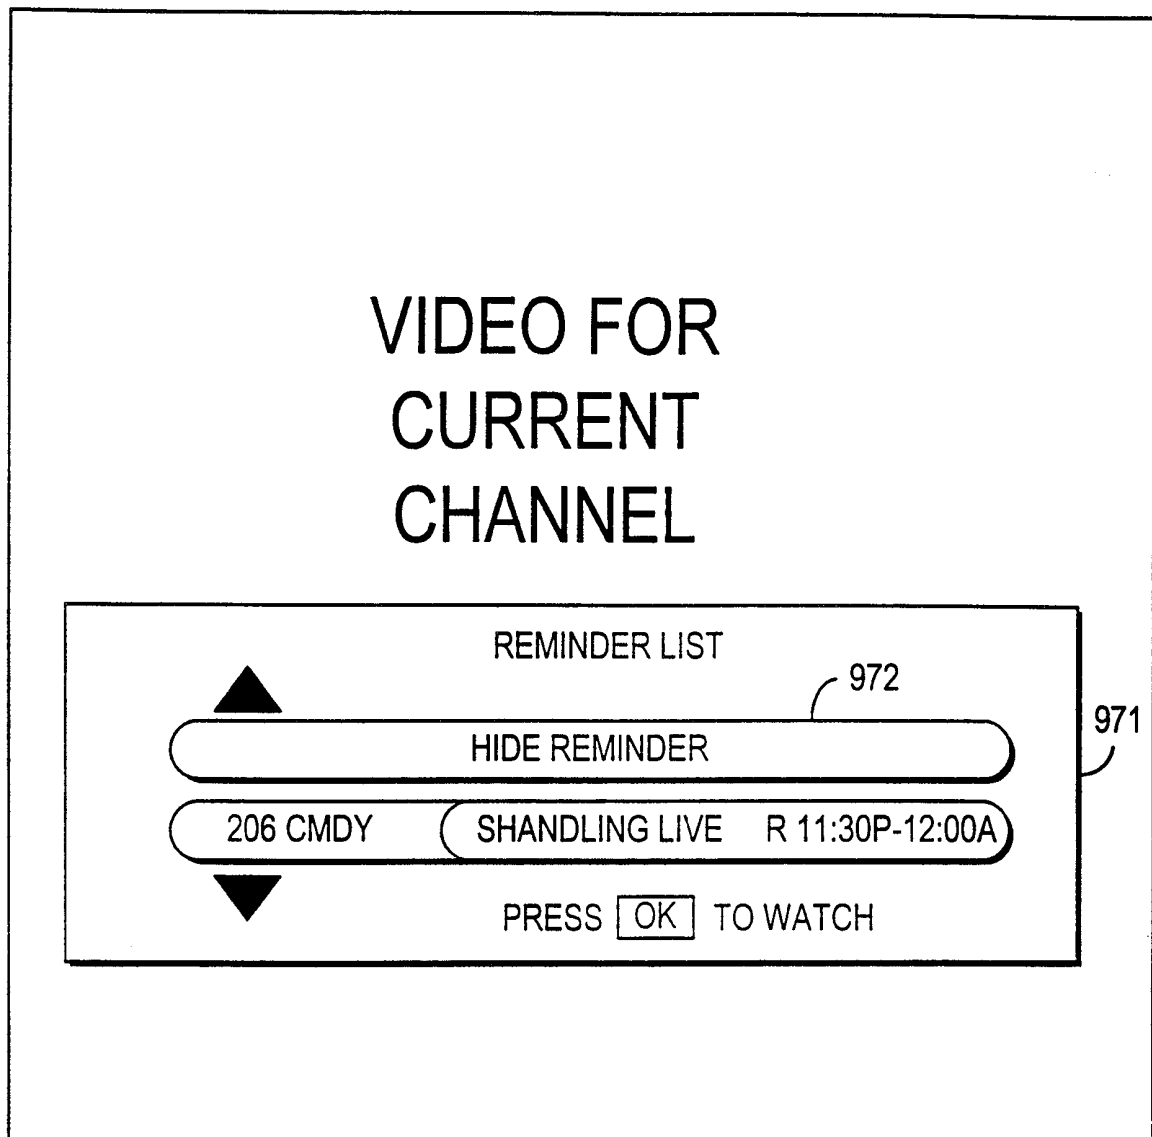 VIDEO FOR
CURRENT
CHANNEL
REMINDER LIST
972
971
HIDE REMINDER
206 CMDY SHANDLING LIVE R 11:30P-12:00A
PRESS OK TO WATCH